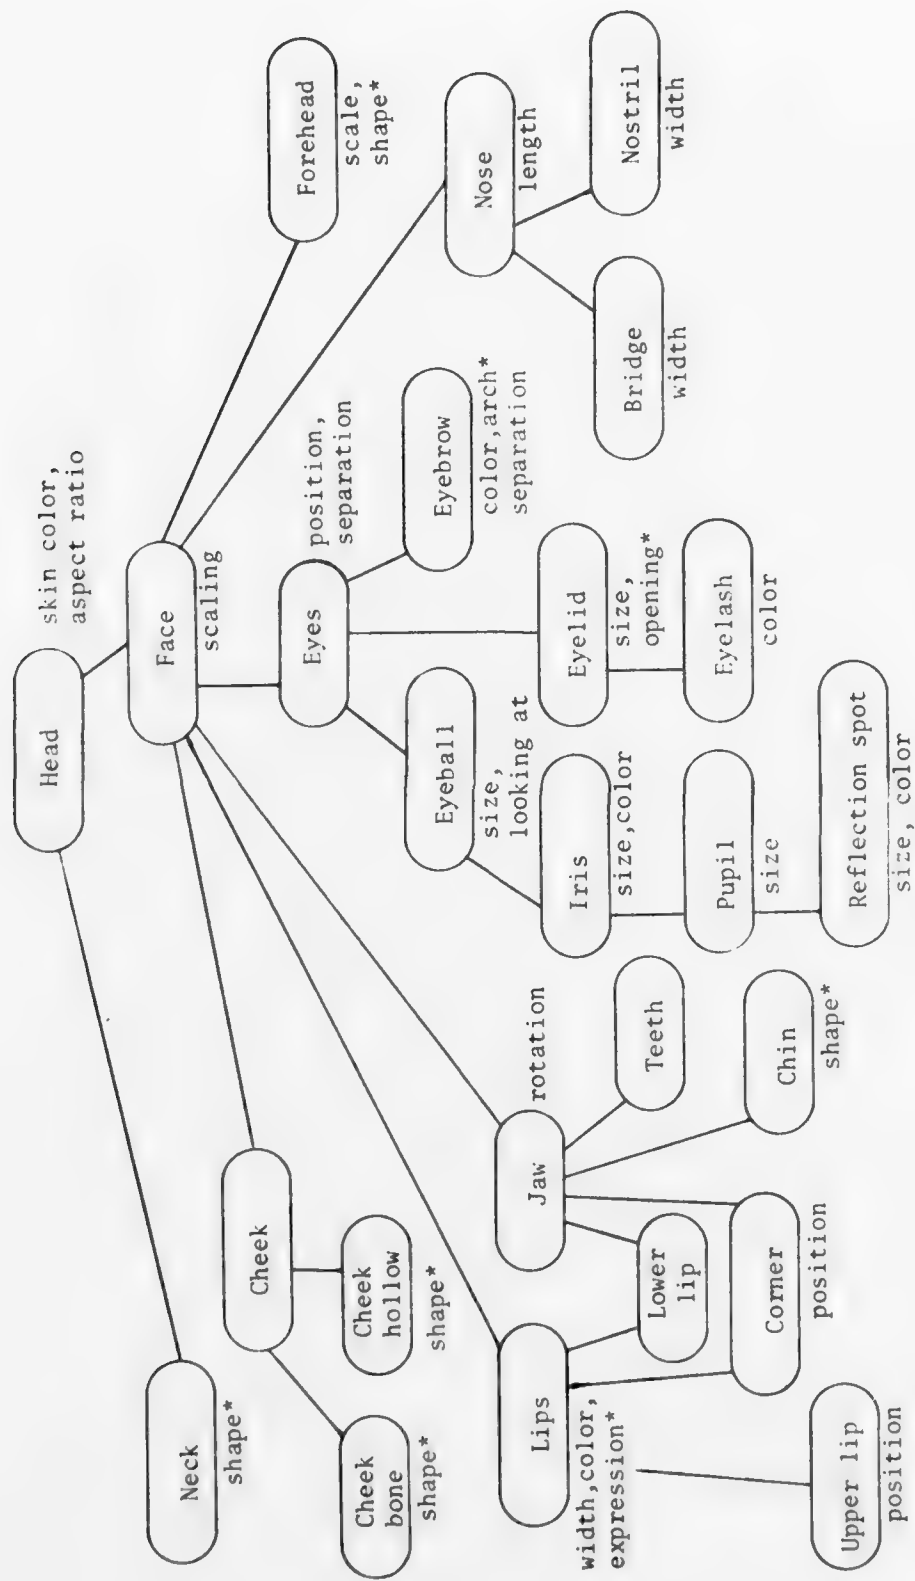 Head
skin color,
aspect ratio
Neck
shape*
Face
scaling
Forehead
scale,
shape*
Cheek
Cheek
bone
shape*
Cheek
hollow
shape*
Eyes
position,
separation
Eyeball
size,
looking at
Eyebrow
color,arch*
separation
Nose
length
Lips
width,color,
expression*
Jaw
rotation
Iris
size,color
Eyelid
size,
opening*
Bridge
width
Nostril
width
Lower
lip
Teeth
Pupil
size
Eyelash
color
Corner
position
Chin
shape*
Upper lip
position
Reflection spot
size, color